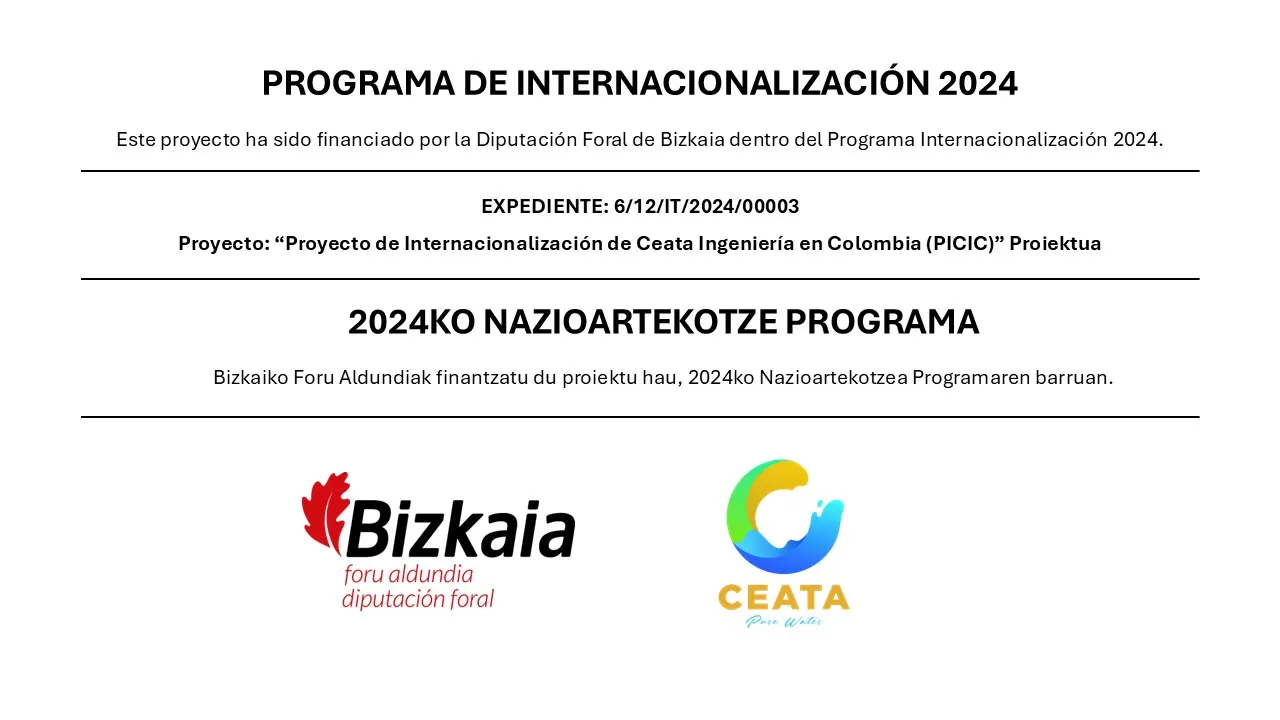 PROGRAMA DE INTERNACIONALIZACIÓN 2024
Este proyecto ha sido financiado por la Diputación Foral de Bizkaia dentro del Programa Internacionalización 2024.
EXPEDIENTE: 6/12/IT/2024/00003
Proyecto: “Proyecto de Internacionalización de Ceata Ingeniería en Colombia (PICIC)” Proiektua
2024KO NAZIOARTEKOTZE PROGRAMA
Bizkaiko Foru Aldundiak finantzatu du proiektu hau, 2024ko Nazioartekotzea Programaren barruan.
Bizkaia
foru aldundia
diputación foral
CEATA
Pure Water